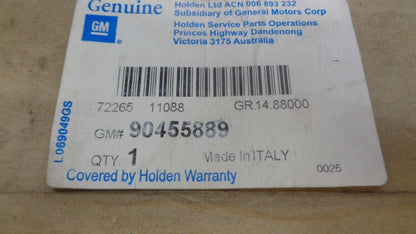 Genuine
GM
Holden Ltd ACN 006 893 232
Subsidiary of General Motors Corp
Holden Service Parts Operations
Princes Highway Dandenong
Victoria 3175 Australia
72265 11088 GR.14.88000
GM# 90455889
QTY. 1 Made in ITALY
0025
Covered by Holden Warranty
L069049GS